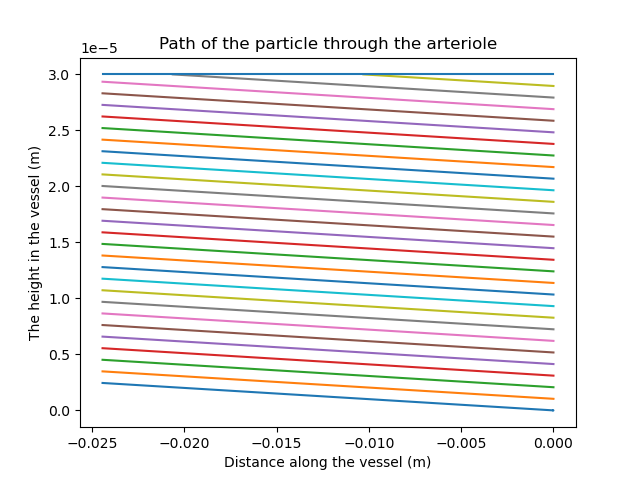 Path of the particle through the arteriole
1e−5
3.0
2.5
2.0
1.5
1.0
0.5
0.0
The height in the vessel (m)
−0.025 −0.020 −0.015 −0.010 −0.005 0.000
Distance along the vessel (m)